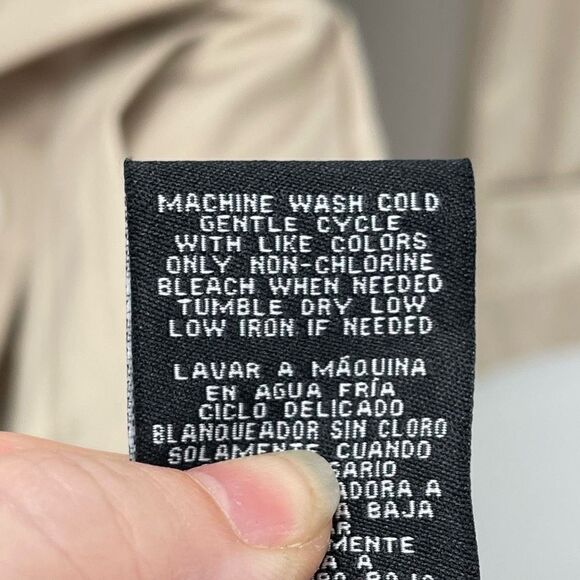 MACHINE WASH COLD
GENTLE CYCLE
WITH LIKE COLORS
ONLY NON-CHLORINE
BLEACH WHEN NEEDED
TUMBLE DRY LOW
LOW IRON IF NEEDED
LAVAR A MÁQUINA
EN AGUA FRÍA
CICLO DELICADO
BLANQUEADOR SIN CLORO
SOLAMENTE CUANDO
A
BAJA
A